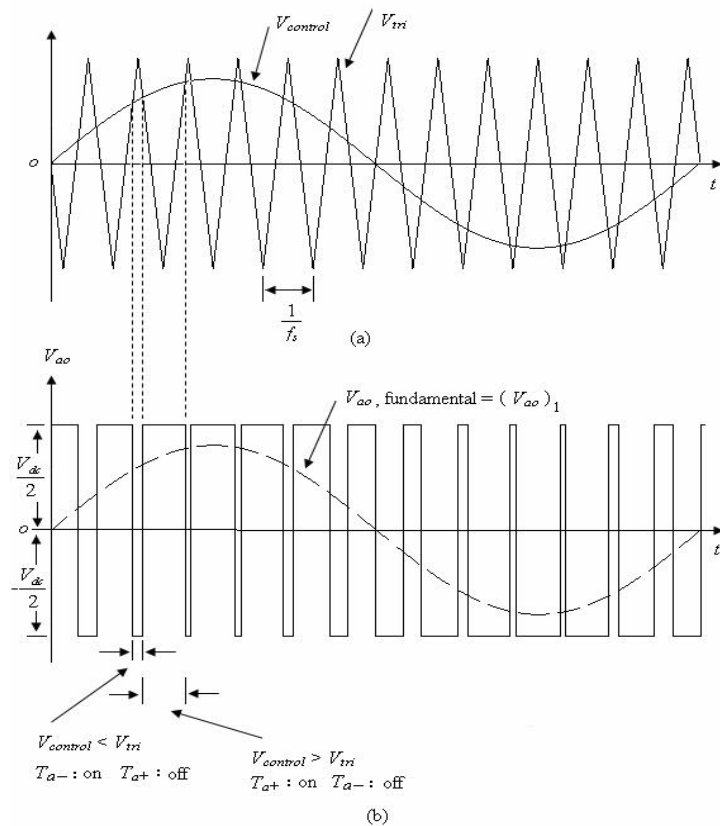 V_control V_tri
o
t
1/f_s
(a)
V_ao
V_ao , fundamental = ( V_ao )_1
V_dc/2
o
t
-V_dc/2
V_control < V_tri
T_a- : on T_a+ : off
V_control > V_tri
T_a+ : on T_a- : off
(b)